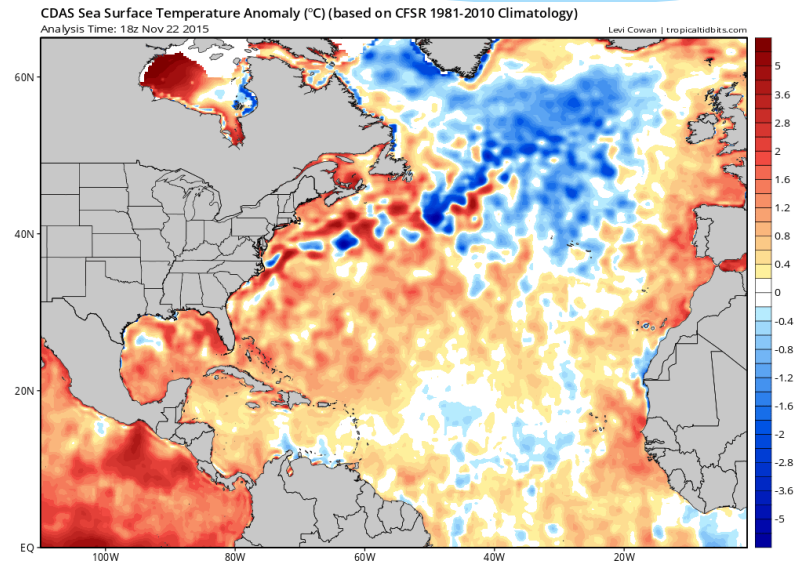 CDAS Sea Surface Temperature Anomaly (°C) (based on CFSR 1981-2010 Climatology)
Analysis Time: 18z Nov 22 2015
Levi Cowan | tropicaltidbits.com
60N
40N
20N
EQ
100W
80W
60W
40W
20W
5
3.6
2.8
2
1.6
1.2
0.8
0.4
0
-0.4
-0.8
-1.2
-1.6
-2
-2.8
-3.6
-5